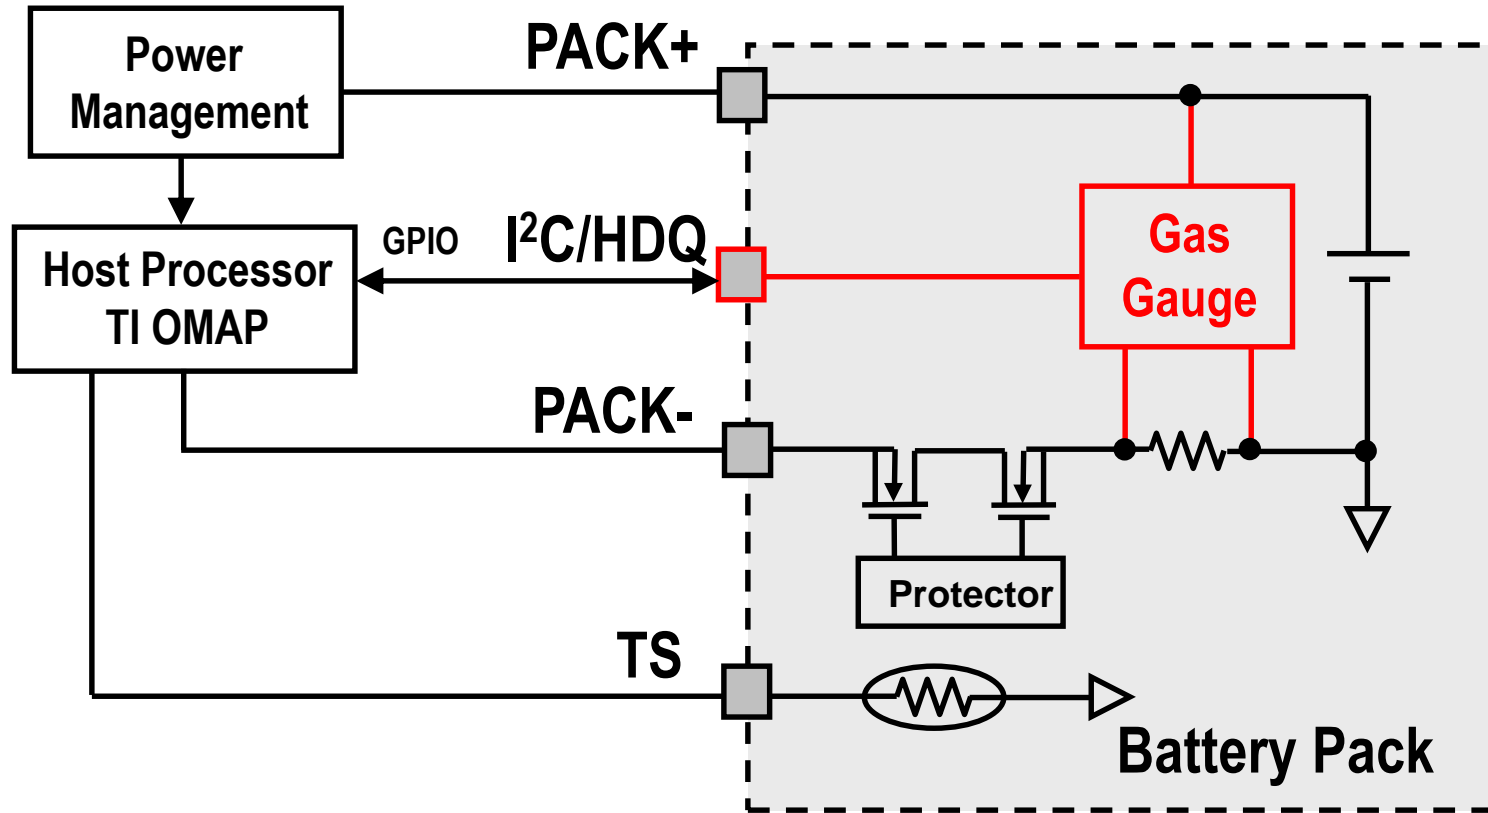 Power
Management
PACK+
Host Processor
TI OMAP
GPIO
I²C/HDQ
Gas
Gauge
PACK-
Protector
TS
Battery Pack